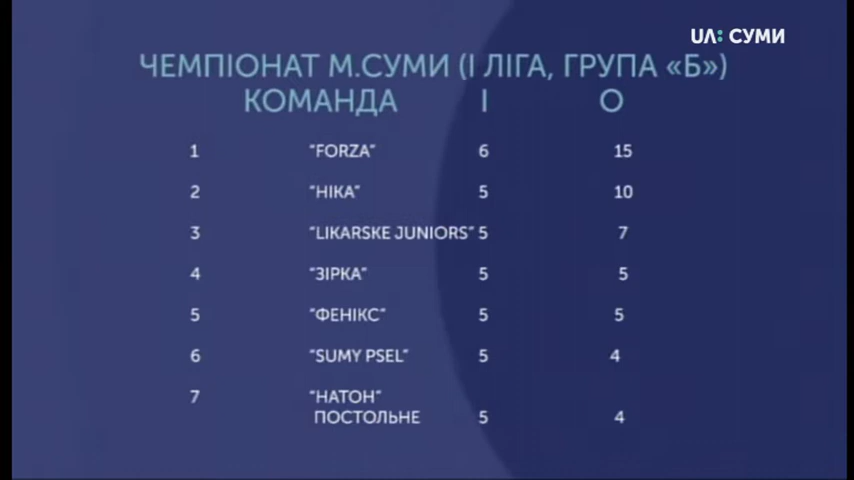 UA: СУМИ
ЧЕМПІОНАТ М.СУМИ (І ЛІГА, ГРУПА «Б»)
КОМАНДА І О
1 "FORZA" 6 15
2 "НІКА" 5 10
3 "LIKARSKE JUNIORS" 5 7
4 "ЗІРКА" 5 5
5 "ФЕНІКС" 5 5
6 "SUMY PSEL" 5 4
7 "НАТОН"
ПОСТОЛЬНЕ 5 4